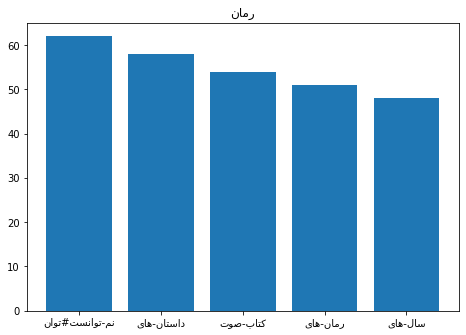 رمان
60
50
40
30
20
10
0
نم-توانست#توان
داستان-های
کتاب-صوت
رمان-های
سال-های